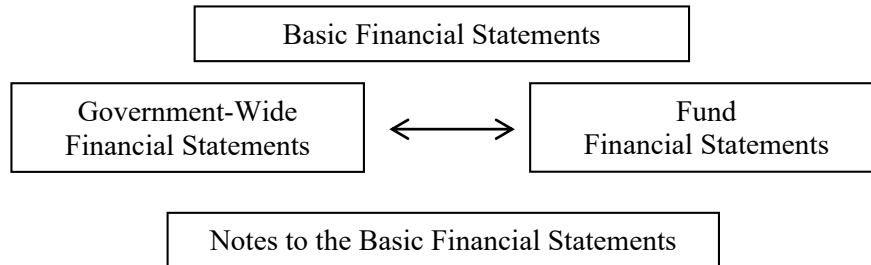 Basic Financial Statements
Government-Wide
Financial Statements
Fund
Financial Statements
Notes to the Basic Financial Statements